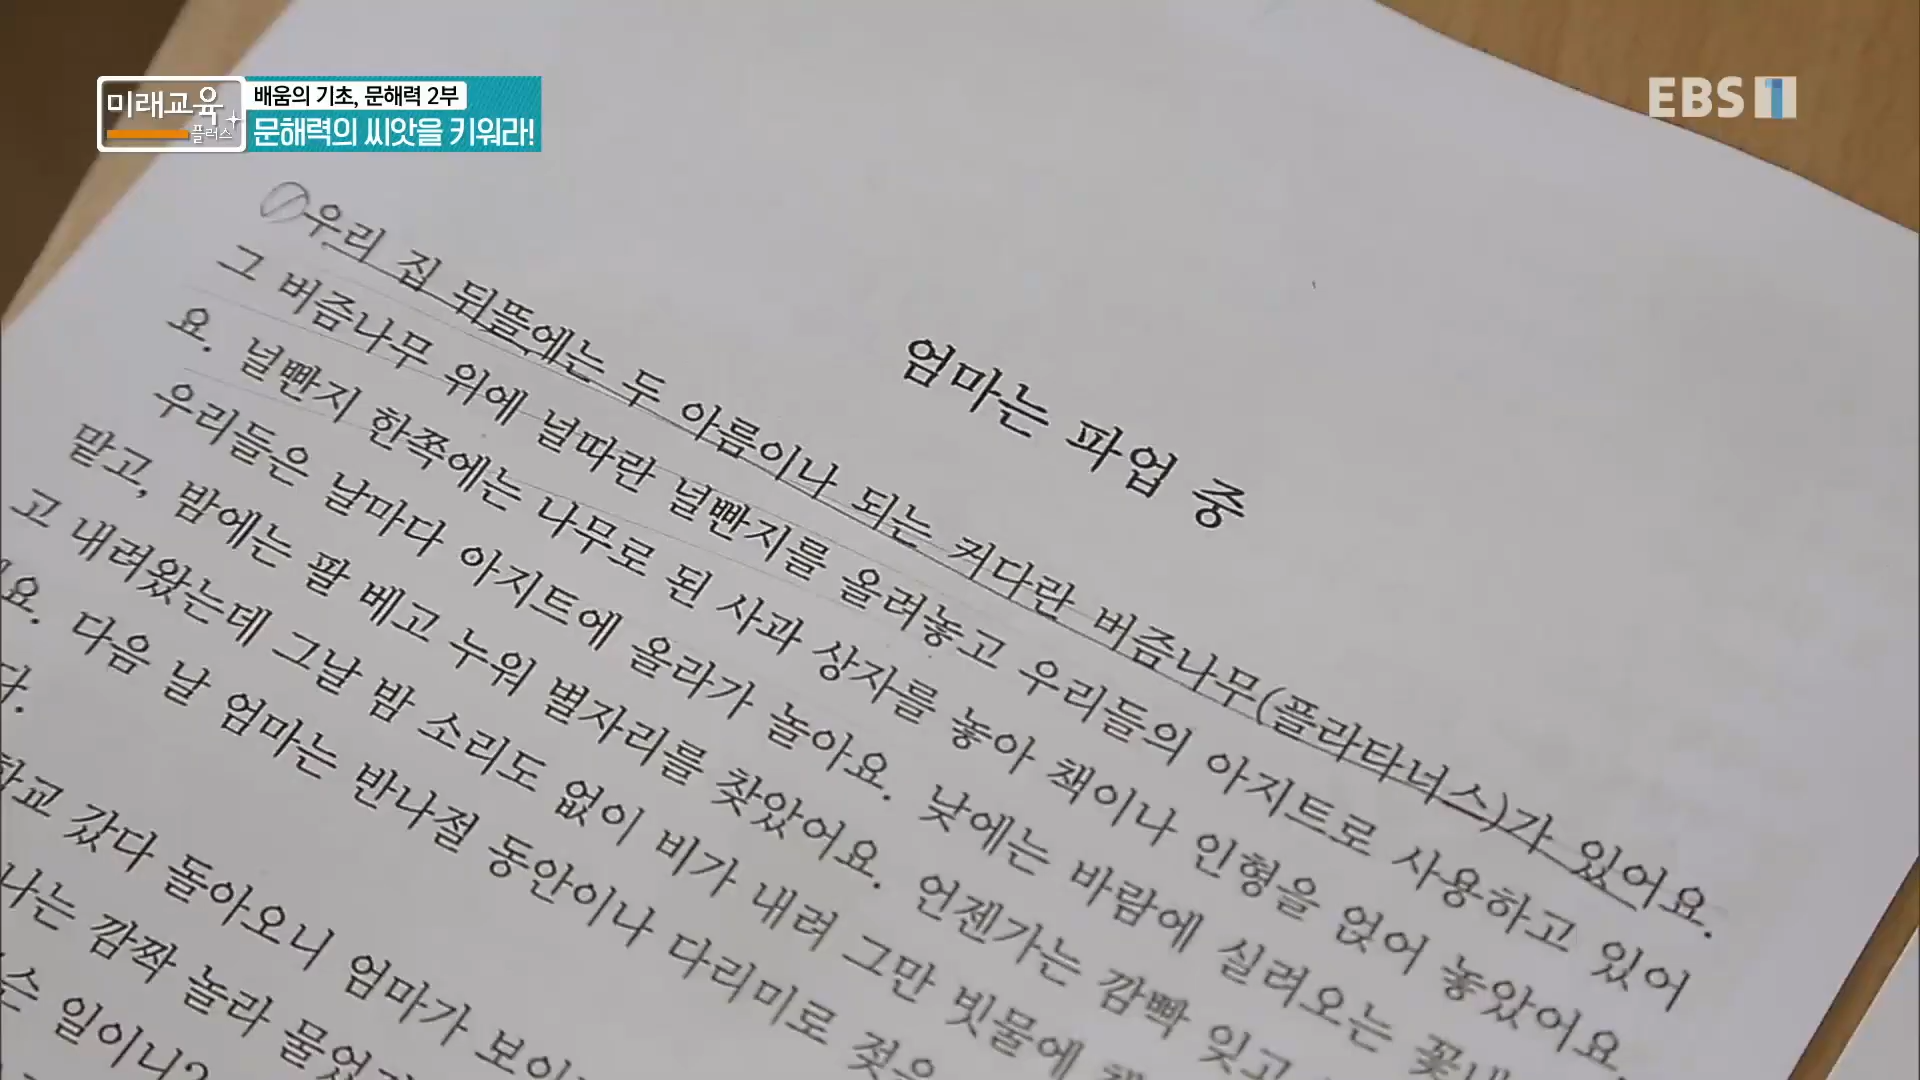 미래교육
플러스
배움의 기초, 문해력 2부
문해력의 씨앗을 키워라!
EBS 1
엄마는 파업 중
우리 집 뒤뜰에는 두 아름이나 되는 커다란 버즘나무(플라타너스)가 있어요.
그 버즘나무 위에 널따란 널빤지를 올려놓고 우리들의 아지트로 사용하고 있어
요. 널빤지 한쪽에는 나무로 된 사과 상자를 놓아 책이나 인형을 얹어 놓았어요.
우리들은 날마다 아지트에 올라가 놀아요. 낮에는 바람에 실려오는 꽃내
맡고, 밤에는 팔 베고 누워 별자리를 찾았어요. 언젠가는 깜빡 잊고
고 내려왔는데 그날 밤 소리도 없이 비가 내려 그만 빗물에
요. 다음 날 엄마는 반나절 동안이나 다리미로 젖은
다.
학교 갔다 돌아오니 엄마가 보이
나는 깜짝 놀라 물었
슨 일이니?